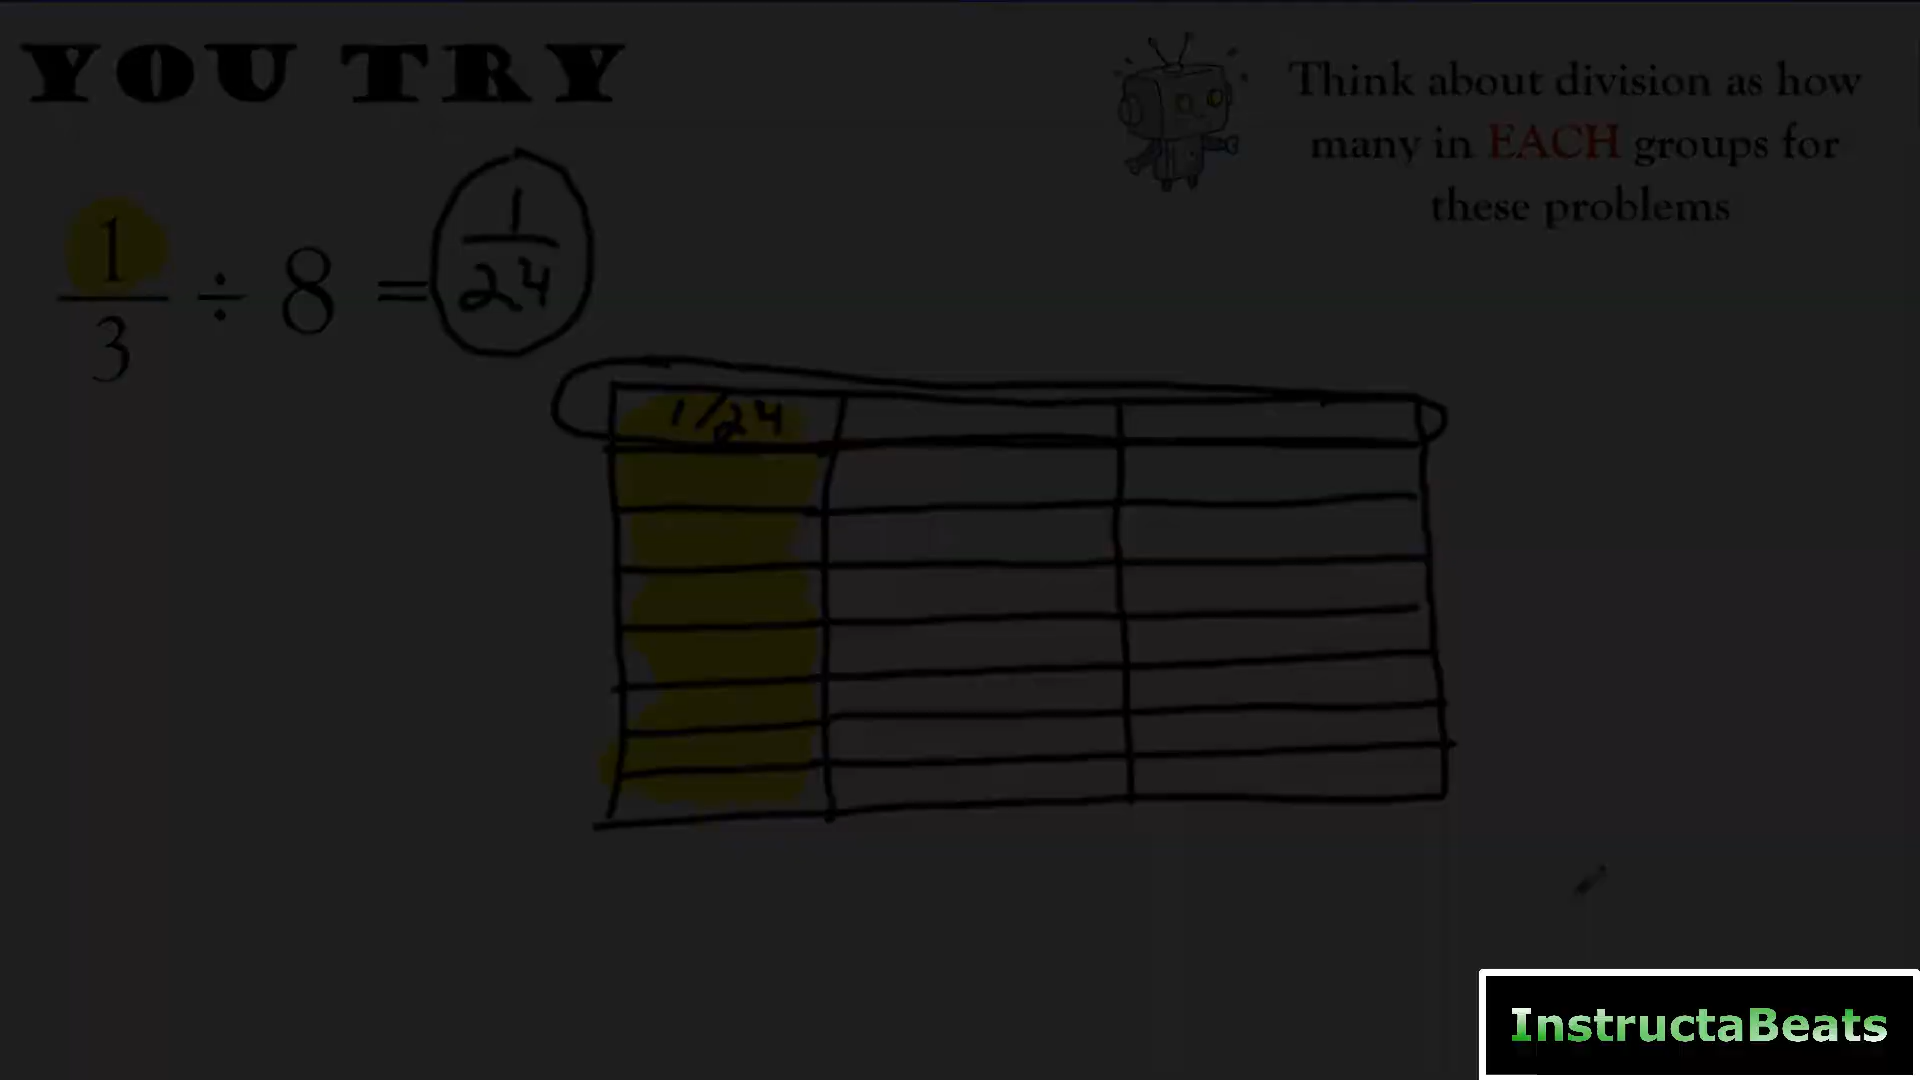 YOU TRY
Think about division as how
many in EACH groups for
these problems
1/3 ÷ 8 = 1/24
1/24
InstructaBeats